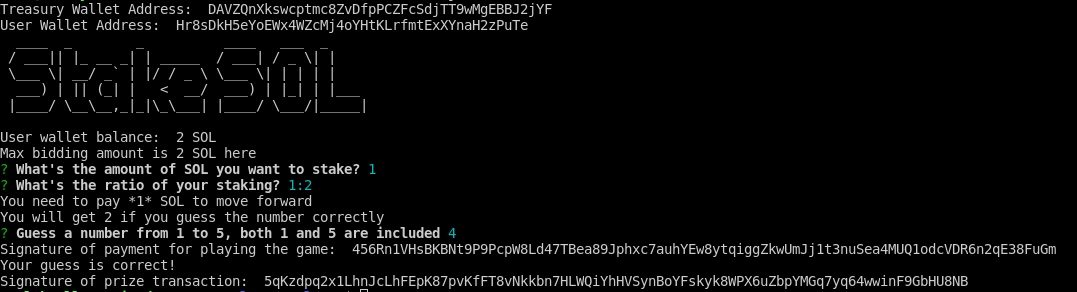 Treasury Wallet Address:  DAVZQnXkswcptmc8ZvDfpPCZFcSdjTT9wMgEBBJ2jYF
User Wallet Address:  Hr8sDkH5eYoEWx4WZcMj4oYHtKLrfmtExXYnaH2zPuTe
Stake SOL
User wallet balance:  2 SOL
Max bidding amount is 2 SOL here
? What's the amount of SOL you want to stake? 1
? What's the ratio of your staking? 1:2
You need to pay *1* SOL to move forward
You will get 2 if you guess the number correctly
? Guess a number from 1 to 5, both 1 and 5 are included 4
Signature of payment for playing the game:  456Rn1VHsBKBNt9P9PcpW8Ld47TBea89Jphxc7auhYEw8ytqiggZkwUmJj1t3nuSea4MUQ1odcVDR6n2qE38FuGm
Your guess is correct!
Signature of prize transaction:  5qKzdpq2x1LhnJcLhFEpK87pvKfFT8vNkkbn7HLWQiYhHVSynBoYFskyk8WPX6uZbpYMGq7yq64wwinF9GbHU8NB